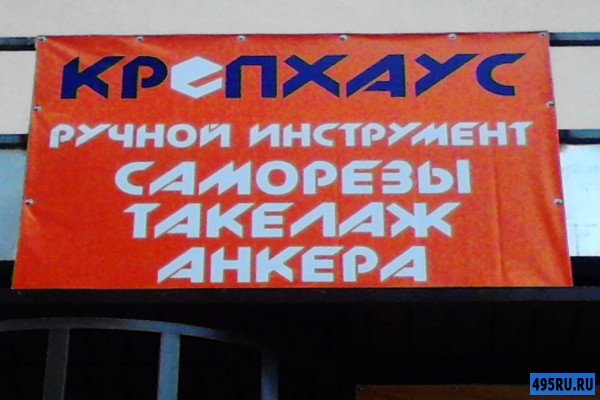 КРЕПХАУС
РУЧНОЙ ИНСТРУМЕНТ
САМОРЕЗЫ
ТАКЕЛАЖ
АНКЕРА
495RU.RU